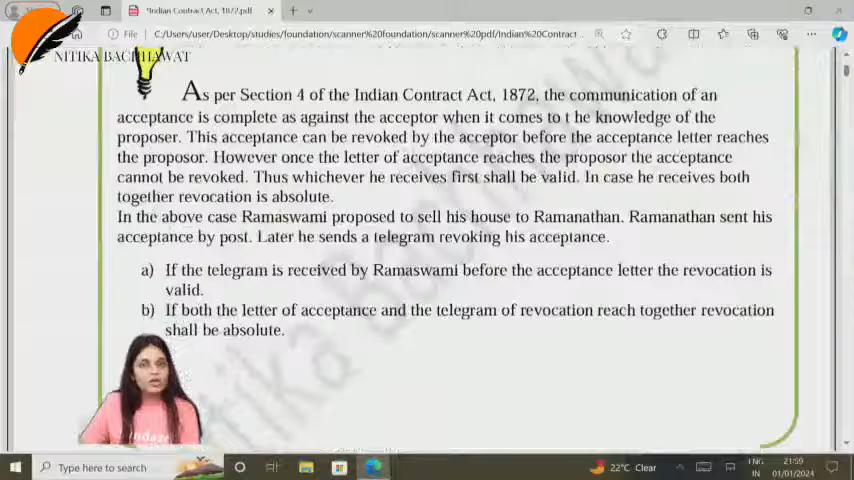 *Indian Contract Act, 1872.pdf
File
C:/Users/user/Desktop/studies/foundation/scanner%20foundation/scanner%20pdf/Indian%20Contract
NITIKA BACHHAWAT
As per Section 4 of the Indian Contract Act, 1872, the communication of an
acceptance is complete as against the acceptor when it comes to t he knowledge of the
proposer. This acceptance can be revoked by the acceptor before the acceptance letter reaches
the proposor. However once the letter of acceptance reaches the proposor the acceptance
cannot be revoked. Thus whichever he receives first shall be valid. In case he receives both
together revocation is absolute.
In the above case Ramaswami proposed to sell his house to Ramanathan. Ramanathan sent his
acceptance by post. Later he sends a telegram revoking his acceptance.
a) If the telegram is received by Ramaswami before the acceptance letter the revocation is
valid.
b) If both the letter of acceptance and the telegram of revocation reach together revocation
shall be absolute.
Type here to search
22°C Clear
ENG
IN
21:59
01/01/2024